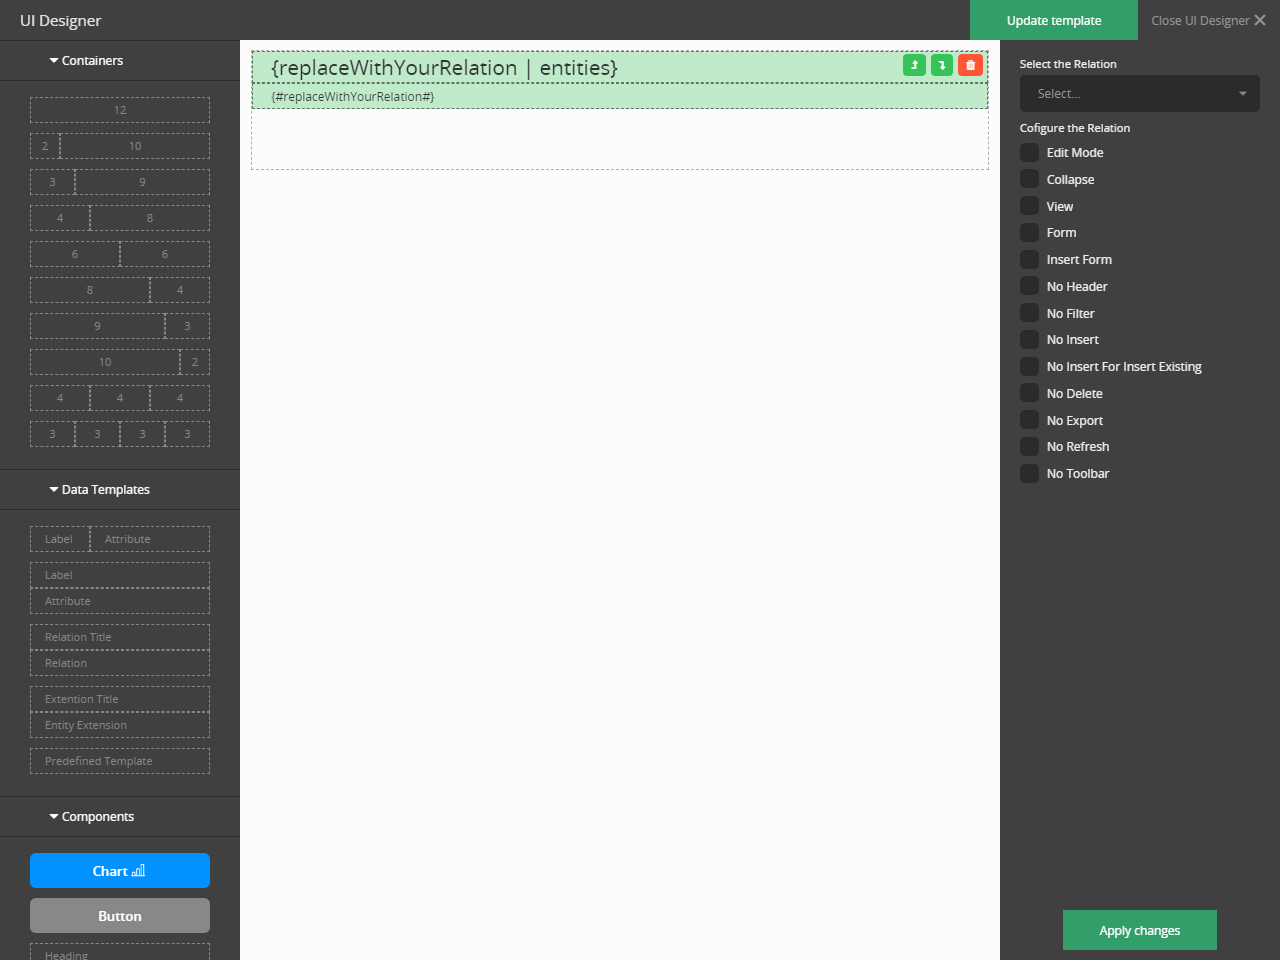 UI Designer
Update template
Close UI Designer
Containers
12
2 10
3 9
4 8
6 6
8 4
9 3
10 2
4 4 4
3 3 3 3
Data Templates
Label Attribute
Label
Attribute
Relation Title
Relation
Extention Title
Entity Extension
Predefined Template
Components
Chart
Button
Heading
{replaceWithYourRelation | entities}
{#replaceWithYourRelation#}
Select the Relation
Select...
Cofigure the Relation
Edit Mode
Collapse
View
Form
Insert Form
No Header
No Filter
No Insert
No Insert For Insert Existing
No Delete
No Export
No Refresh
No Toolbar
Apply changes